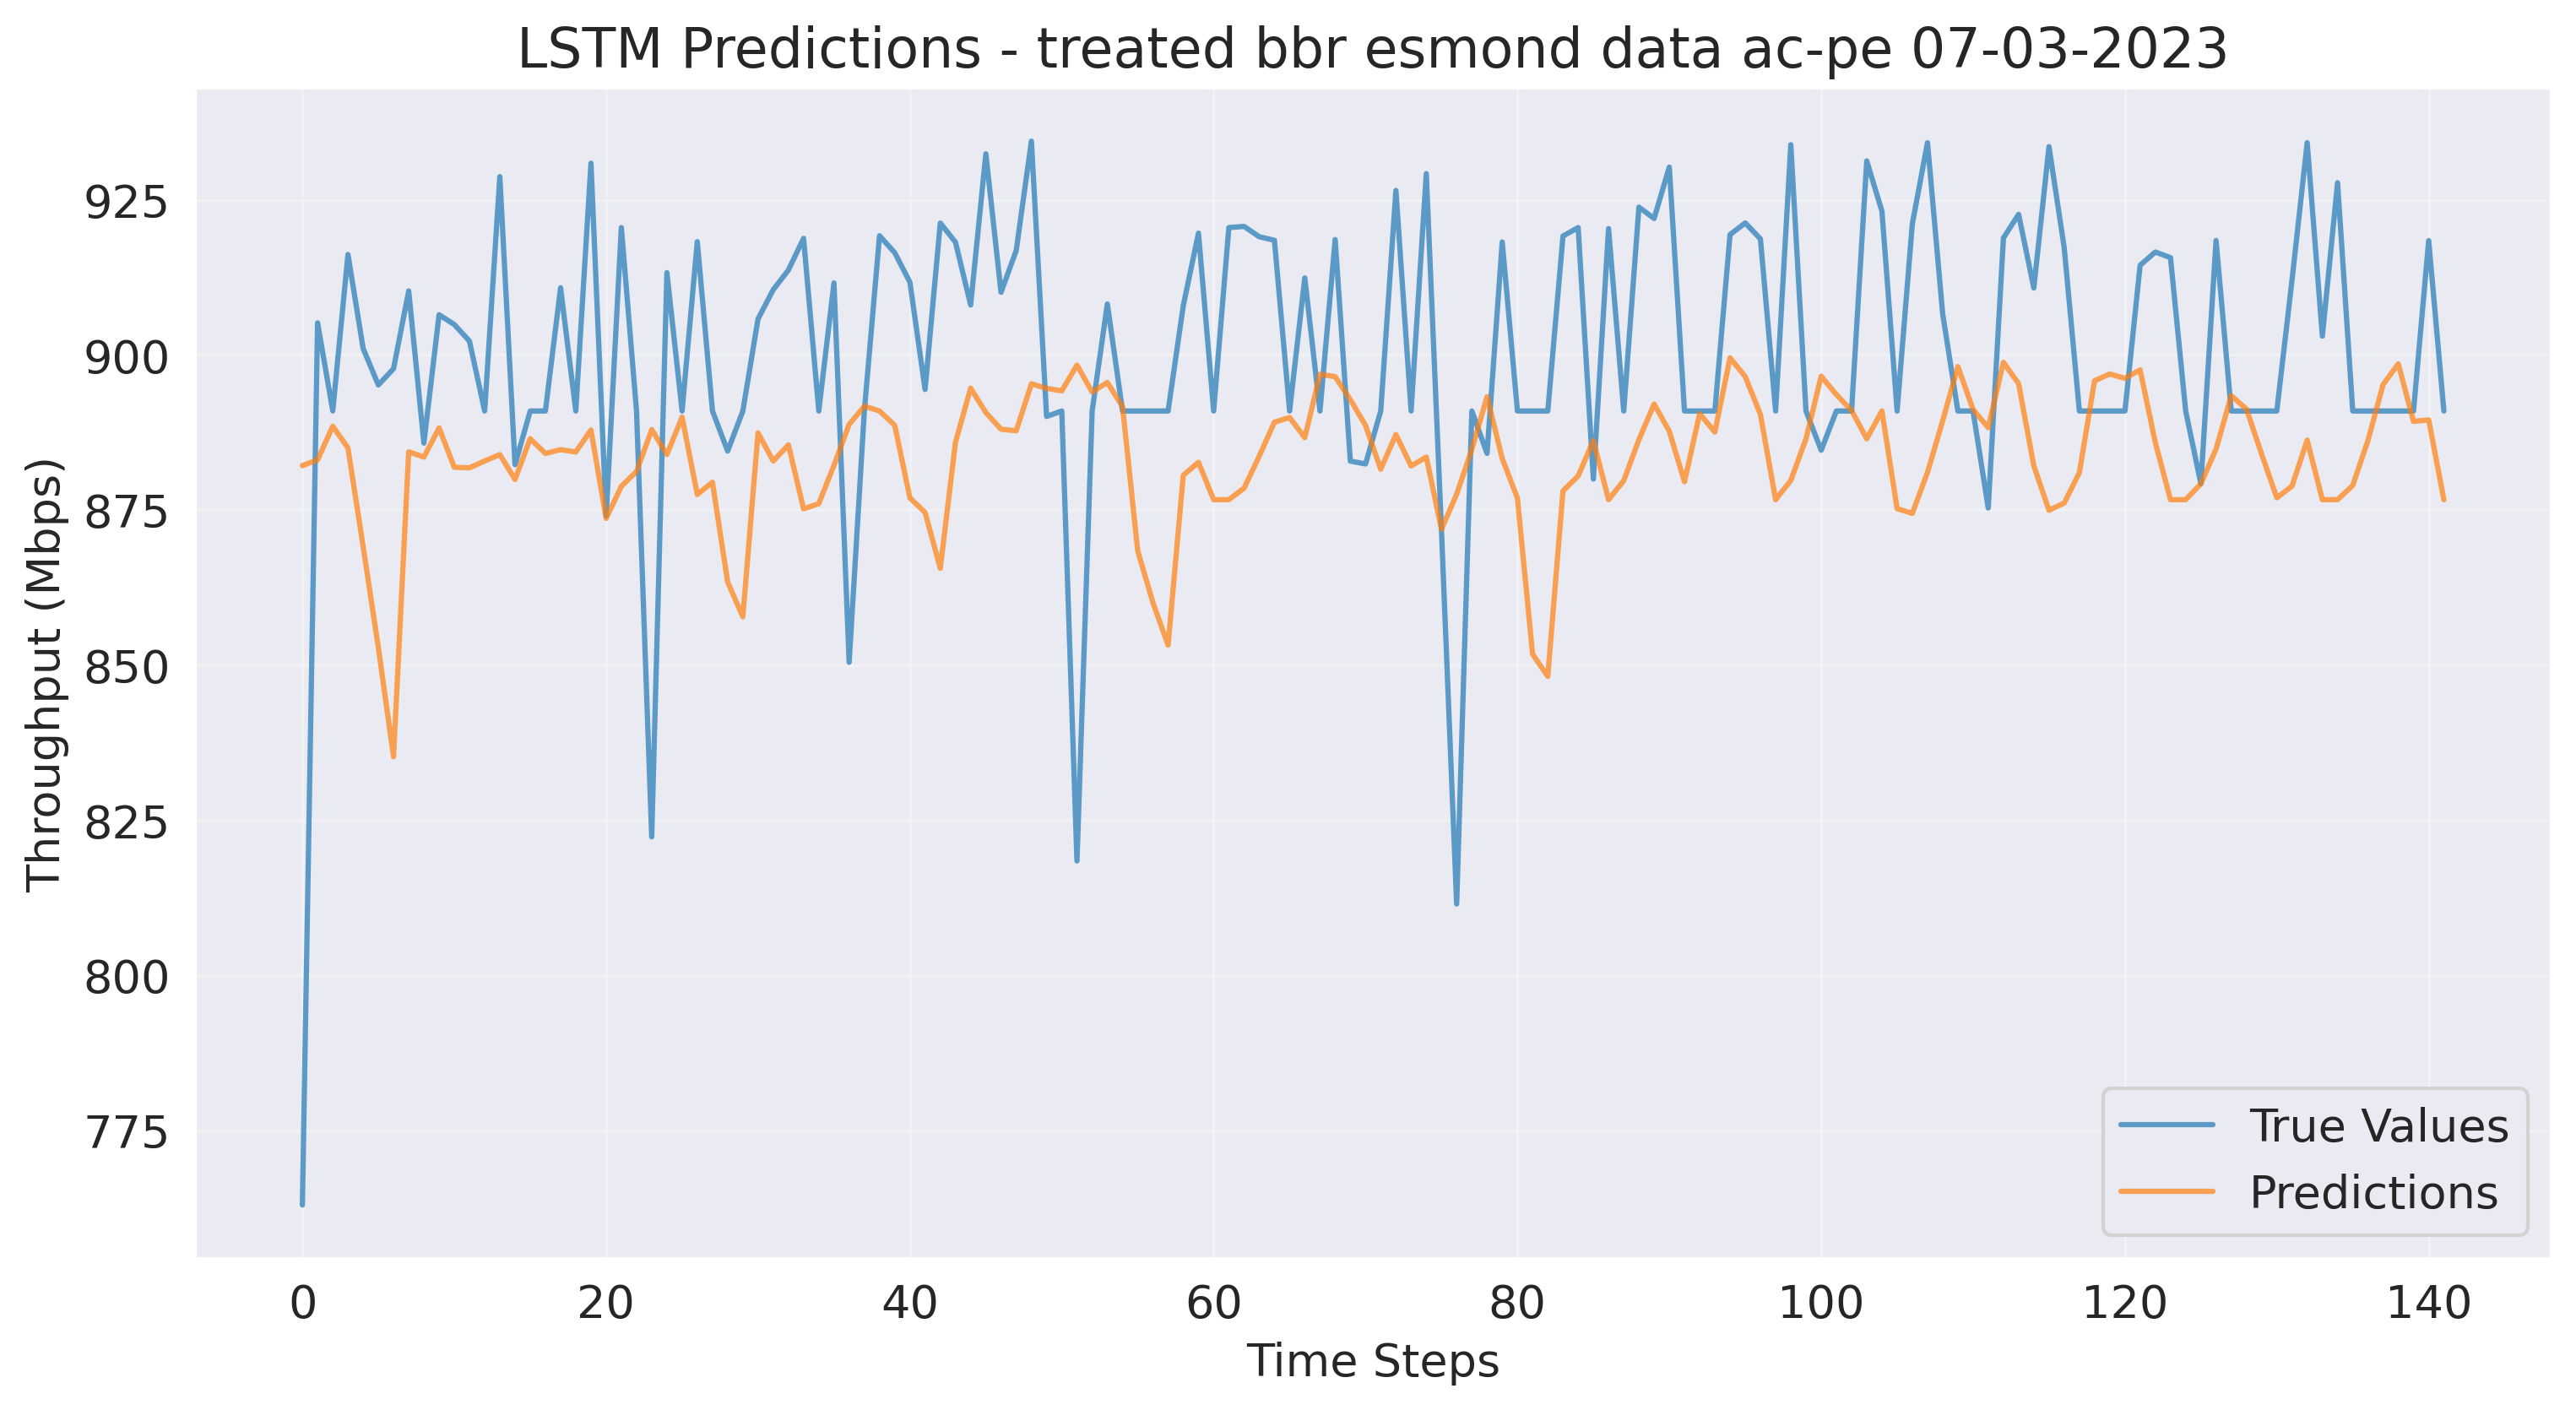 LSTM Predictions - treated bbr esmond data ac-pe 07-03-2023
Throughput (Mbps)
925
900
875
850
825
800
775
0 20 40 60 80 100 120 140
Time Steps
True Values
Predictions